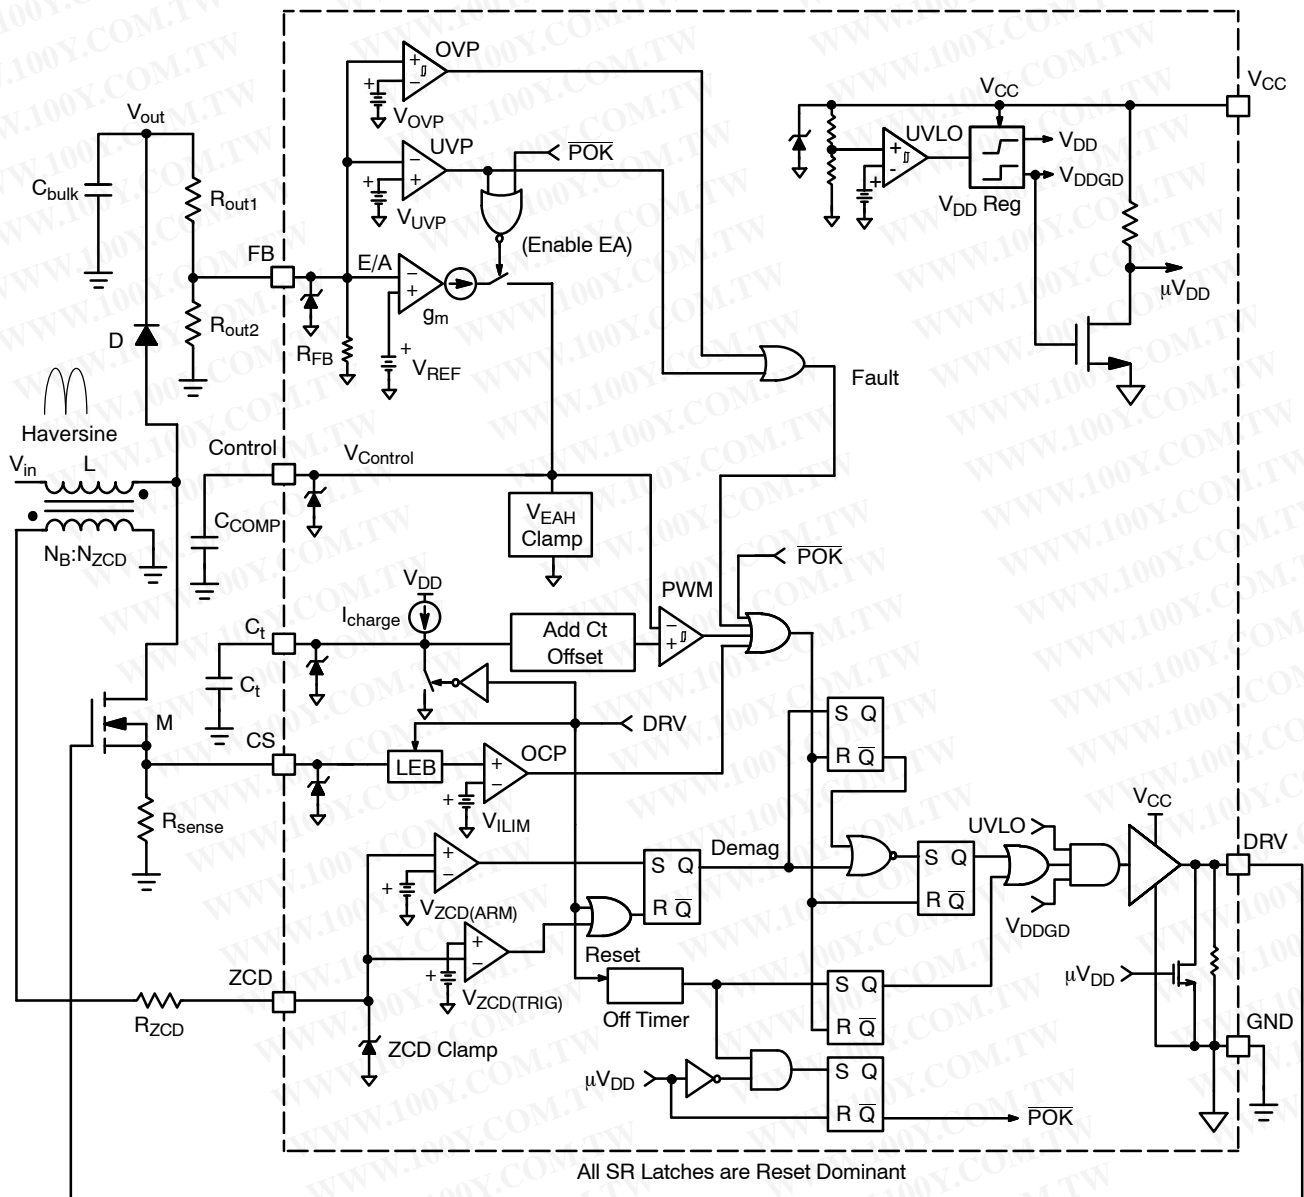 WWW.100Y.COM.TW
OVP
+
−
V_OVP
UVP
−
+
V_UVP
P̅O̅K̅
(Enable EA)
E/A
−
+
g_m
+
V_REF
R_FB
V_out
C_bulk
R_out1
R_out2
FB
D
Haversine
V_in
L
N_B:N_ZCD
Control
V_Control
C_COMP
V_EAH
Clamp
Fault
V_CC
V_CC
UVLO
+
-
+
V_DD
V_DDGD
V_DD Reg
μV_DD
P̅O̅K̅
PWM
−
+
V_DD
I_charge
C_t
C_t
Add Ct
Offset
M
CS
DRV
LEB
OCP
+
−
+
V_ILIM
R_sense
S Q
R Q̅
UVLO
V_CC
DRV
Demag
S Q
R Q̅
S Q
R Q̅
V_DDGD
+
−
+
V_ZCD(ARM)
+
−
+
V_ZCD(TRIG)
Reset
ZCD
R_ZCD
ZCD Clamp
Off Timer
S Q
R Q̅
μV_DD
GND
μV_DD
S Q
R Q̅
P̅O̅K̅
All SR Latches are Reset Dominant